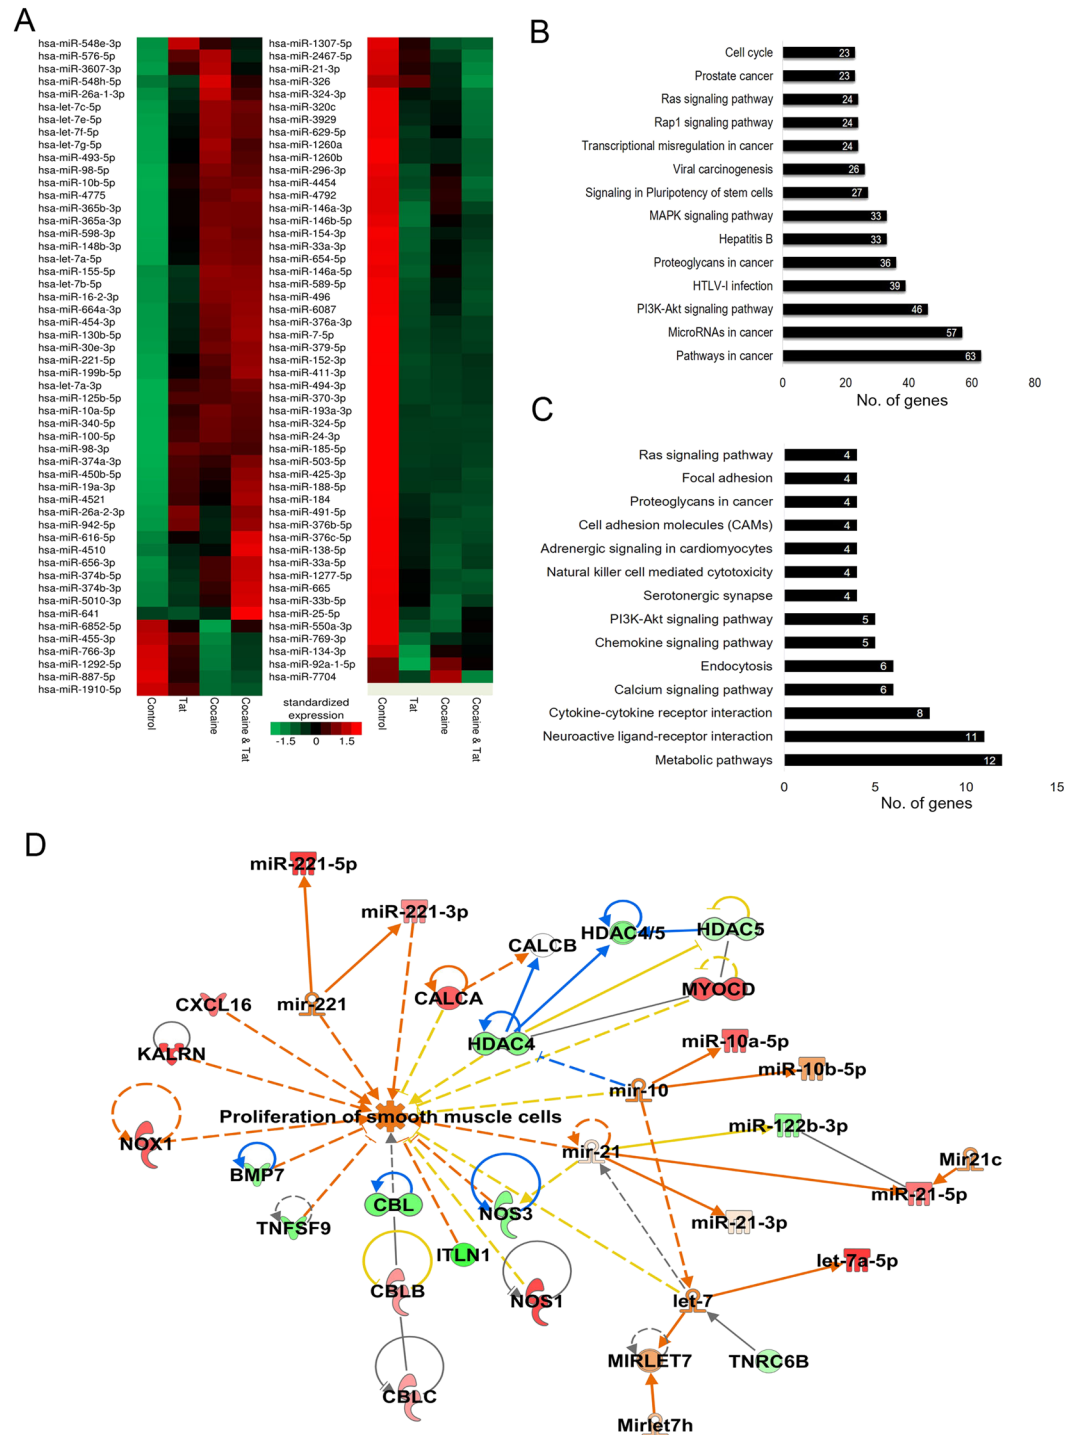 A
hsa-miR-548e-3p
hsa-miR-576-5p
hsa-miR-3607-3p
hsa-miR-548h-5p
hsa-miR-26a-1-3p
hsa-let-7c-5p
hsa-let-7e-5p
hsa-let-7f-5p
hsa-let-7g-5p
hsa-miR-493-5p
hsa-miR-98-5p
hsa-miR-10b-5p
hsa-miR-4775
hsa-miR-365b-3p
hsa-miR-365a-3p
hsa-miR-598-3p
hsa-miR-148b-3p
hsa-let-7a-5p
hsa-miR-155-5p
hsa-let-7b-5p
hsa-miR-16-2-3p
hsa-miR-664a-3p
hsa-miR-454-3p
hsa-miR-130b-5p
hsa-miR-30e-3p
hsa-miR-221-5p
hsa-miR-199b-5p
hsa-let-7a-3p
hsa-miR-125b-5p
hsa-miR-10a-5p
hsa-miR-340-5p
hsa-miR-100-5p
hsa-miR-98-3p
hsa-miR-374a-3p
hsa-miR-450b-5p
hsa-miR-19a-3p
hsa-miR-4521
hsa-miR-26a-2-3p
hsa-miR-942-5p
hsa-miR-616-5p
hsa-miR-4510
hsa-miR-656-3p
hsa-miR-374b-5p
hsa-miR-374b-3p
hsa-miR-5010-3p
hsa-miR-641
hsa-miR-6852-5p
hsa-miR-455-3p
hsa-miR-766-3p
hsa-miR-1292-5p
hsa-miR-887-5p
hsa-miR-1910-5p
Control
Tat
Cocaine
Cocaine & Tat
hsa-miR-1307-5p
hsa-miR-2467-5p
hsa-miR-21-3p
hsa-miR-326
hsa-miR-324-3p
hsa-miR-320c
hsa-miR-3929
hsa-miR-629-5p
hsa-miR-1260a
hsa-miR-1260b
hsa-miR-296-3p
hsa-miR-4454
hsa-miR-4792
hsa-miR-146a-3p
hsa-miR-146b-5p
hsa-miR-154-3p
hsa-miR-33a-3p
hsa-miR-654-5p
hsa-miR-146a-5p
hsa-miR-589-5p
hsa-miR-496
hsa-miR-6087
hsa-miR-376a-3p
hsa-miR-7-5p
hsa-miR-379-5p
hsa-miR-152-3p
hsa-miR-411-3p
hsa-miR-494-3p
hsa-miR-370-3p
hsa-miR-193a-3p
hsa-miR-324-5p
hsa-miR-24-3p
hsa-miR-185-5p
hsa-miR-503-5p
hsa-miR-425-3p
hsa-miR-188-5p
hsa-miR-184
hsa-miR-491-5p
hsa-miR-376b-5p
hsa-miR-376c-5p
hsa-miR-138-5p
hsa-miR-33a-5p
hsa-miR-1277-5p
hsa-miR-665
hsa-miR-33b-5p
hsa-miR-25-5p
hsa-miR-550a-3p
hsa-miR-769-3p
hsa-miR-134-3p
hsa-miR-92a-1-5p
hsa-miR-7704
standardized
expression
-1.5 0 1.5
Control
Tat
Cocaine
Cocaine & Tat
B
Cell cycle 23
Prostate cancer 23
Ras signaling pathway 24
Rap1 signaling pathway 24
Transcriptional misregulation in cancer 24
Viral carcinogenesis 26
Signaling in Pluripotency of stem cells 27
MAPK signaling pathway 33
Hepatitis B 33
Proteoglycans in cancer 36
HTLV-I infection 39
PI3K-Akt signaling pathway 46
MicroRNAs in cancer 57
Pathways in cancer 63
0 20 40 60 80
No. of genes
C
Ras signaling pathway 4
Focal adhesion 4
Proteoglycans in cancer 4
Cell adhesion molecules (CAMs) 4
Adrenergic signaling in cardiomyocytes 4
Natural killer cell mediated cytotoxicity 4
Serotonergic synapse 4
PI3K-Akt signaling pathway 5
Chemokine signaling pathway 5
Endocytosis 6
Calcium signaling pathway 6
Cytokine-cytokine receptor interaction 8
Neuroactive ligand-receptor interaction 11
Metabolic pathways 12
0 5 10 15
No. of genes
D
miR-221-5p
miR-221-3p
CALCB
HDAC4/5
HDAC5
CXCL16
mir-221
CALCA
MYOCD
KALRN
HDAC4
miR-10a-5p
miR-10b-5p
mir-10
Proliferation of smooth muscle cells
miR-122b-3p
NOX1
mir-21
Mir21c
BMP7
miR-21-5p
CBL
NOS3
miR-21-3p
TNFSF9
ITLN1
let-7a-5p
CBLB
NOS1
let-7
MIRLET7
TNRC6B
CBLC
Mirlet7h